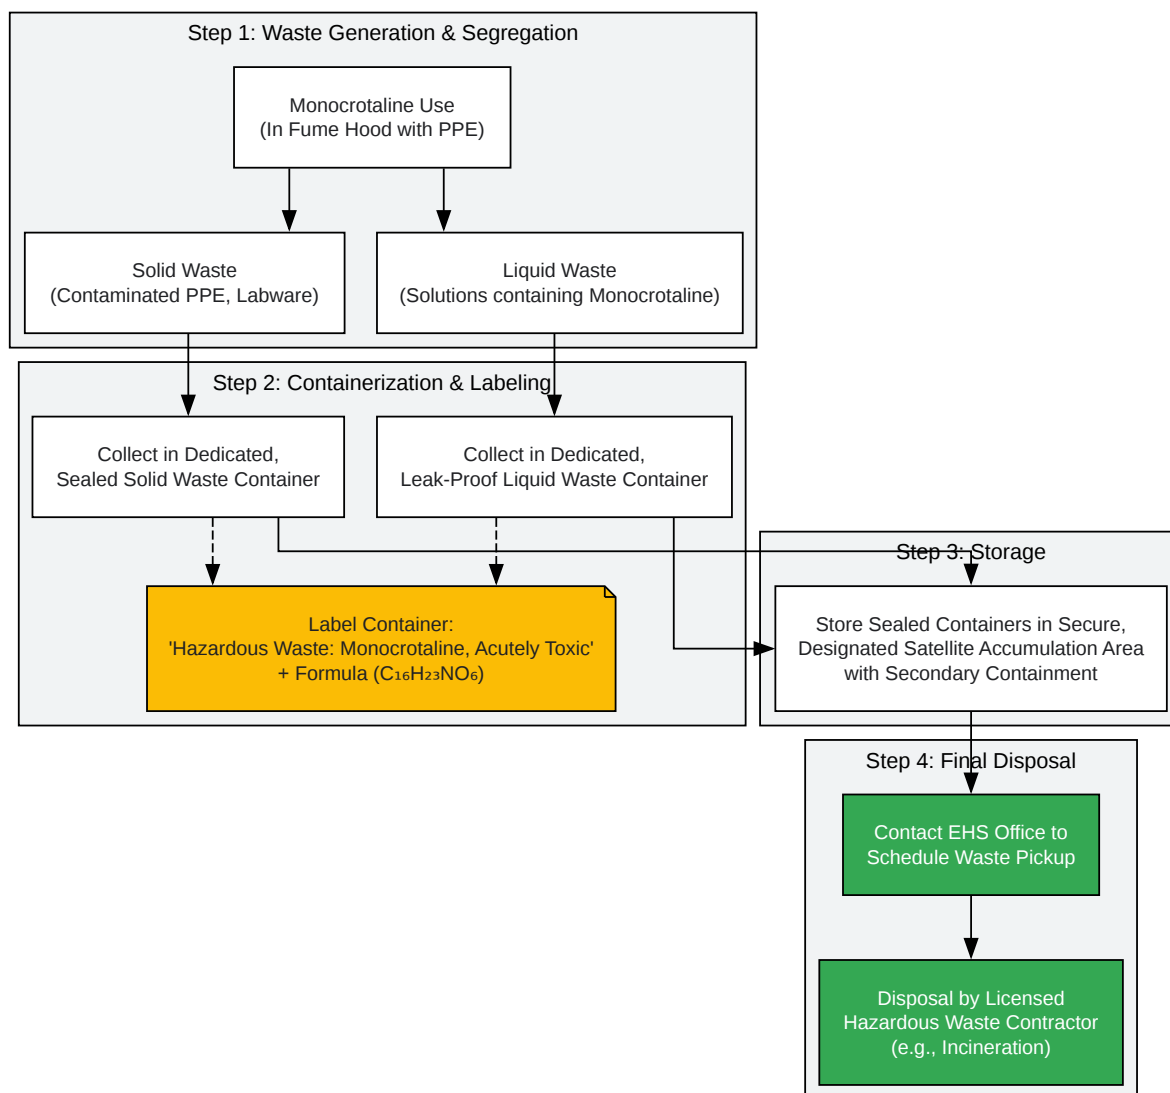 Step 1: Waste Generation & Segregation
Monocrotaline Use
(In Fume Hood with PPE)
Solid Waste
(Contaminated PPE, Labware)
Liquid Waste
(Solutions containing Monocrotaline)
Step 2: Containerization & Labeling
Collect in Dedicated,
Sealed Solid Waste Container
Collect in Dedicated,
Leak-Proof Liquid Waste Container
Label Container:
'Hazardous Waste: Monocrotaline, Acutely Toxic'
+ Formula (C₁₆H₂₃NO₆)
Step 3: Storage
Store Sealed Containers in Secure,
Designated Satellite Accumulation Area
with Secondary Containment
Step 4: Final Disposal
Contact EHS Office to
Schedule Waste Pickup
Disposal by Licensed
Hazardous Waste Contractor
(e.g., Incineration)